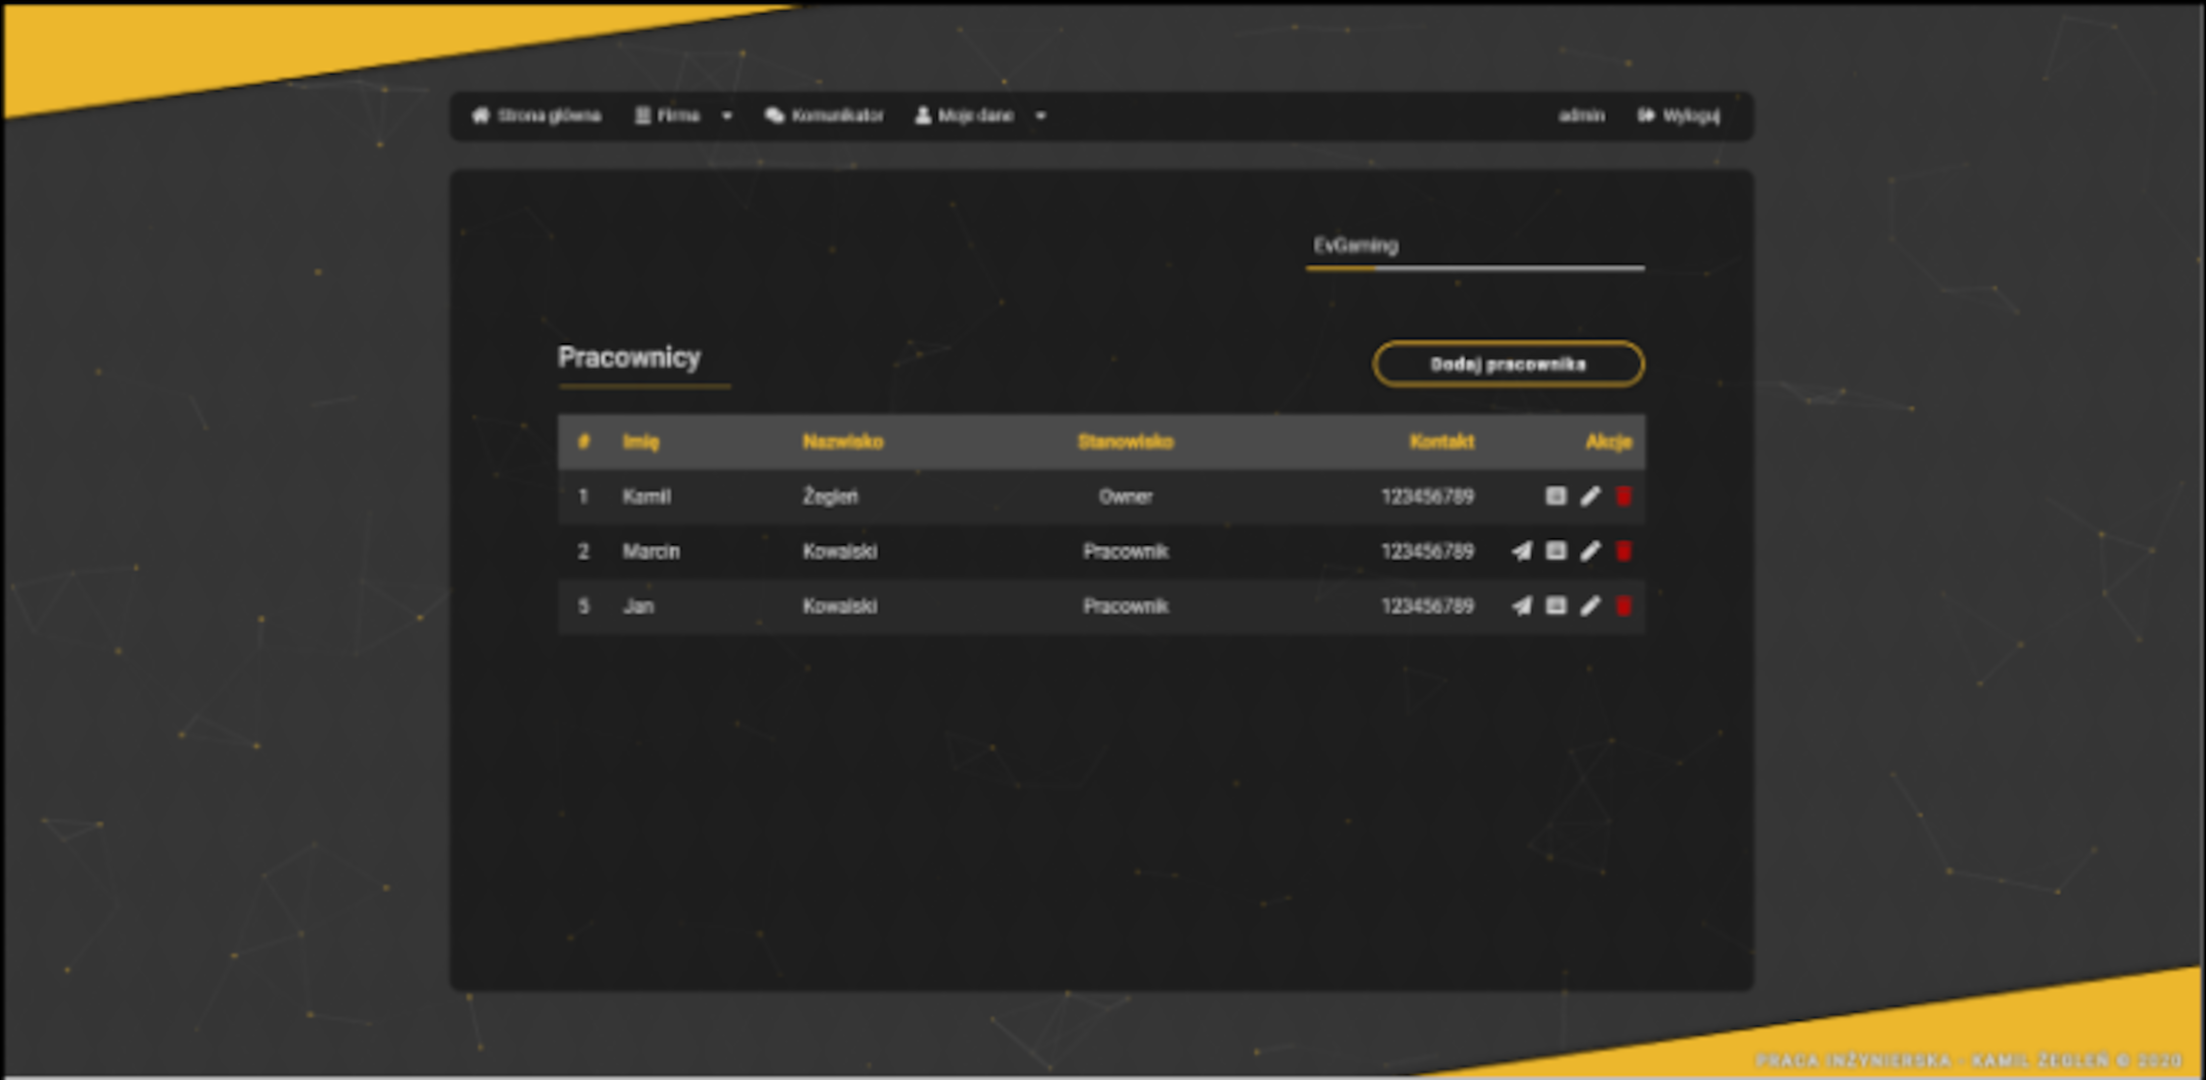 Strona główna Firma Komunikator Moje dane admin Wyloguj
EvGaming
Pracownicy
Dodaj pracownika
# Imię Nazwisko Stanowisko Kontakt Akcje
1 Kamil Żegleń Owner 123456789
2 Marcin Kowalski Pracownik 123456789
5 Jan Kowalski Pracownik 123456789
PRACA INŻYNIERSKA - KAMIL ŻEGLEŃ © 2020